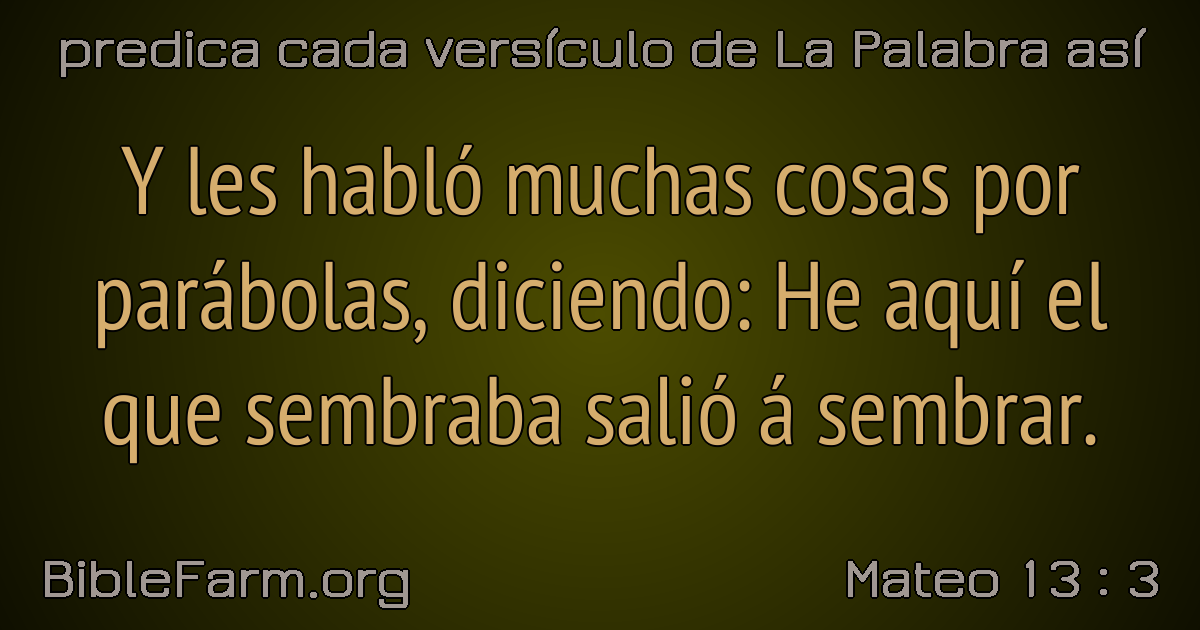 predica cada versículo de La Palabra así
Y les habló muchas cosas por
parábolas, diciendo: He aquí el
que sembraba salió á sembrar.
BibleFarm.org
Mateo 13 : 3